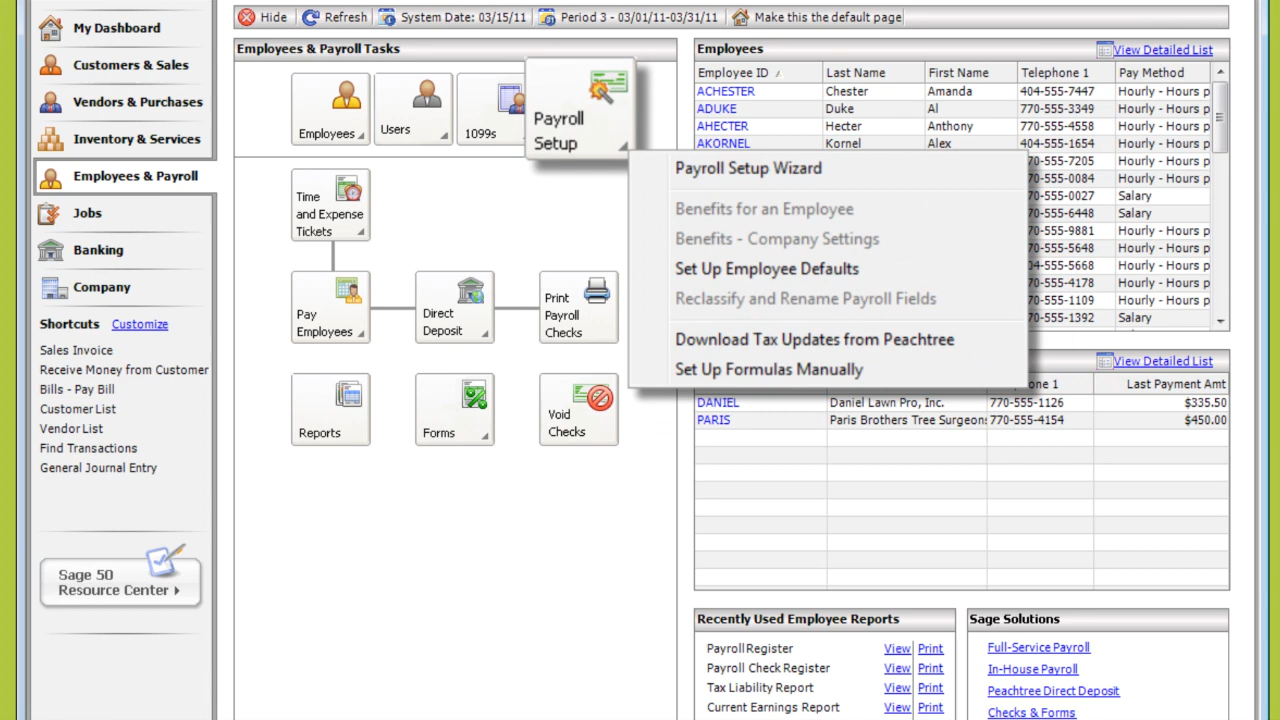 My Dashboard
Customers & Sales
Vendors & Purchases
Inventory & Services
Employees & Payroll
Jobs
Banking
Company
Shortcuts Customize
Sales Invoice
Receive Money from Customer
Bills - Pay Bill
Customer List
Vendor List
Find Transactions
General Journal Entry
Sage 50
Resource Center
Hide Refresh System Date: 03/15/11 Period 3 - 03/01/11-03/31/11 Make this the default page
Employees & Payroll Tasks
Employees
Users
1099s
Payroll
Setup
Time
and Expense
Tickets
Pay
Employees
Direct
Deposit
Print
Payroll
Checks
Reports
Forms
Void
Checks
Payroll Setup Wizard
Benefits for an Employee
Benefits - Company Settings
Set Up Employee Defaults
Reclassify and Rename Payroll Fields
Download Tax Updates from Peachtree
Set Up Formulas Manually
Employees View Detailed List
Employee ID Last Name First Name Telephone 1 Pay Method
ACHESTER Chester Amanda 404-555-7447 Hourly - Hours p
ADUKE Duke Al 770-555-3349 Hourly - Hours p
AHECTER Hecter Anthony 770-555-4558 Hourly - Hours p
AKORNEL Kornel Alex 404-555-1654 Hourly - Hours p
70-555-7205 Hourly - Hours p
70-555-0084 Hourly - Hours p
70-555-0027 Salary
70-555-6448 Salary
70-555-9881 Hourly - Hours p
70-555-5648 Hourly - Hours p
04-555-5668 Hourly - Hours p
70-555-4178 Hourly - Hours p
70-555-1109 Hourly - Hours p
70-555-1392 Salary
View Detailed List
phone 1 Last Payment Amt
DANIEL Daniel Lawn Pro, Inc. 770-555-1126 $335.50
PARIS Paris Brothers Tree Surgeons 770-555-4154 $450.00
Recently Used Employee Reports
Payroll Register View Print
Payroll Check Register View Print
Tax Liability Report View Print
Current Earnings Report View Print
Sage Solutions
Full-Service Payroll
In-House Payroll
Peachtree Direct Deposit
Checks & Forms